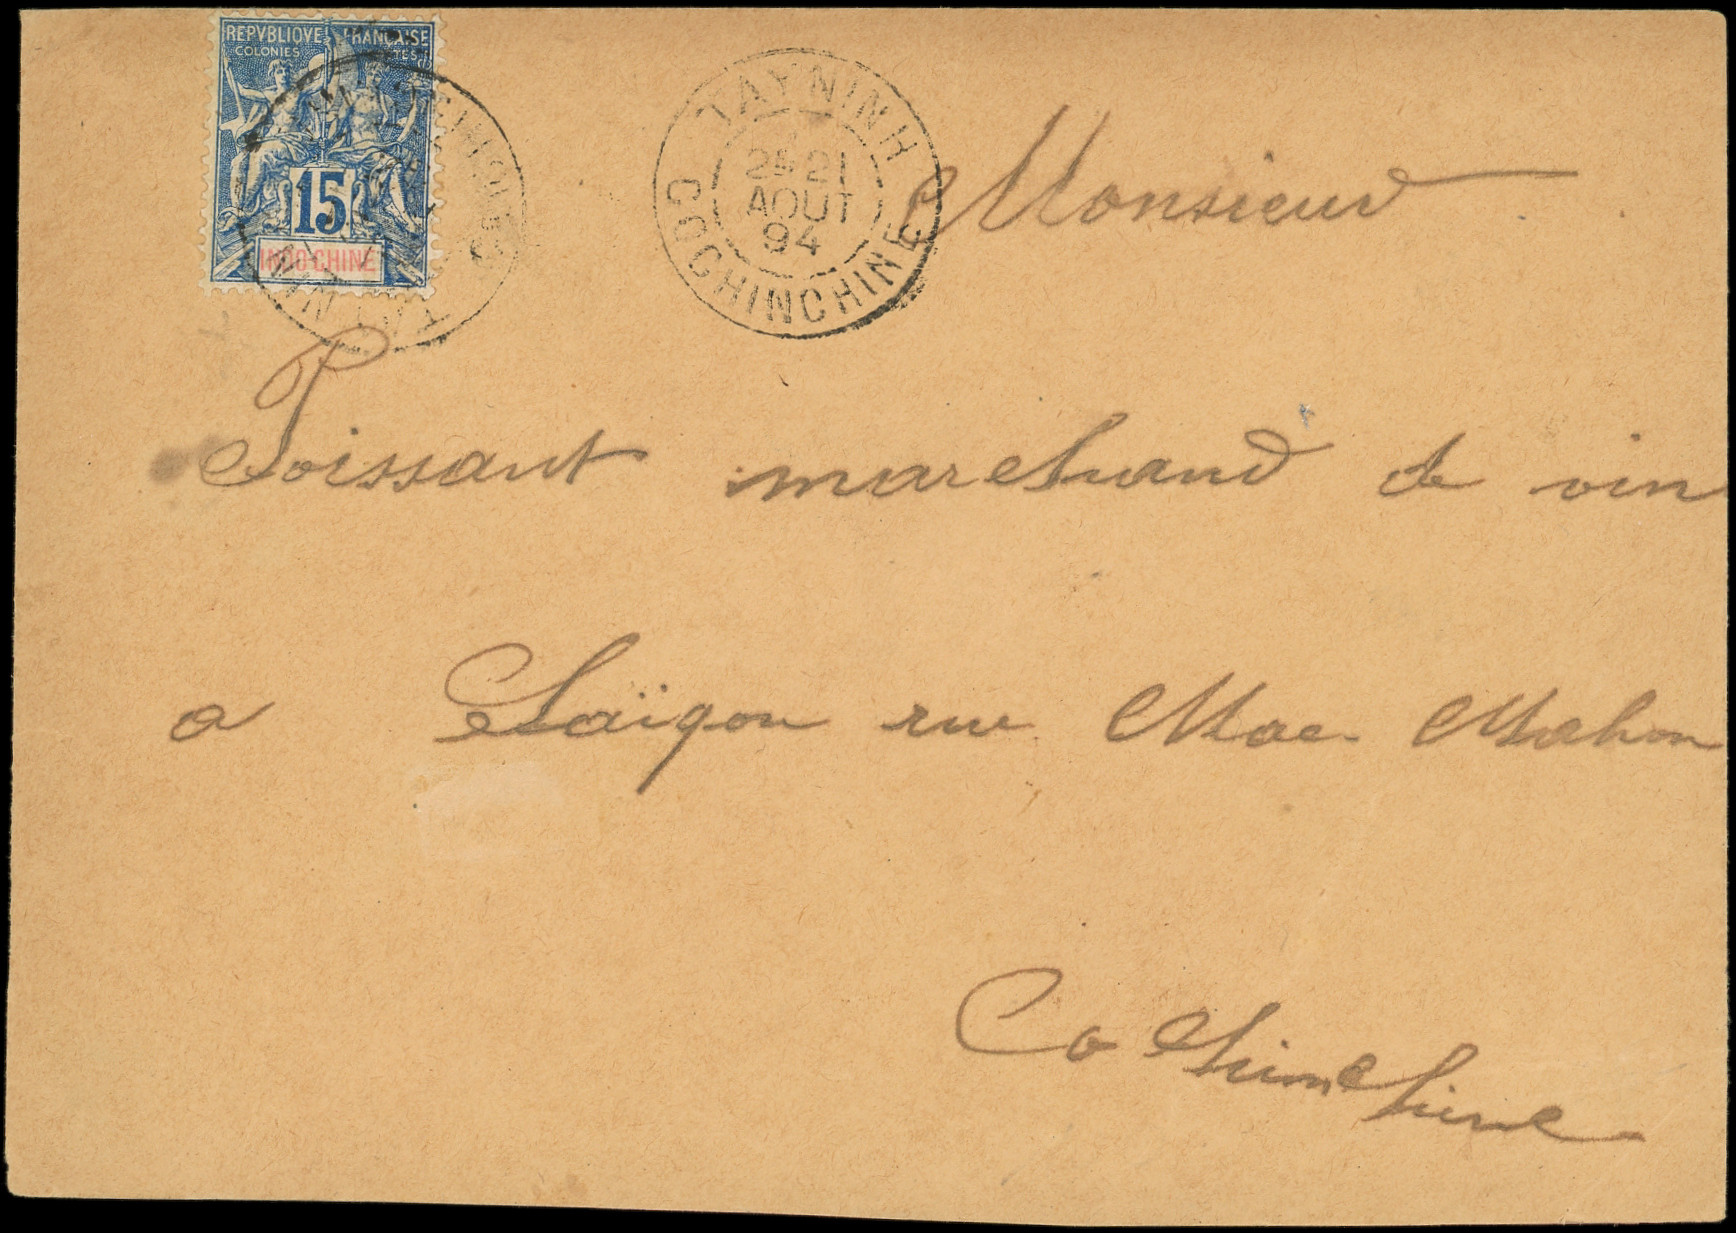 REPVBLIQVE FRANÇAISE
COLONIES
15
INDO-CHINE
TAYNINH
2E 21
AOUT
94
COCHINCHINE
Monsieur
Poissant marchand de vin
a Saïgon rue Mac Mahon
Cochinchine